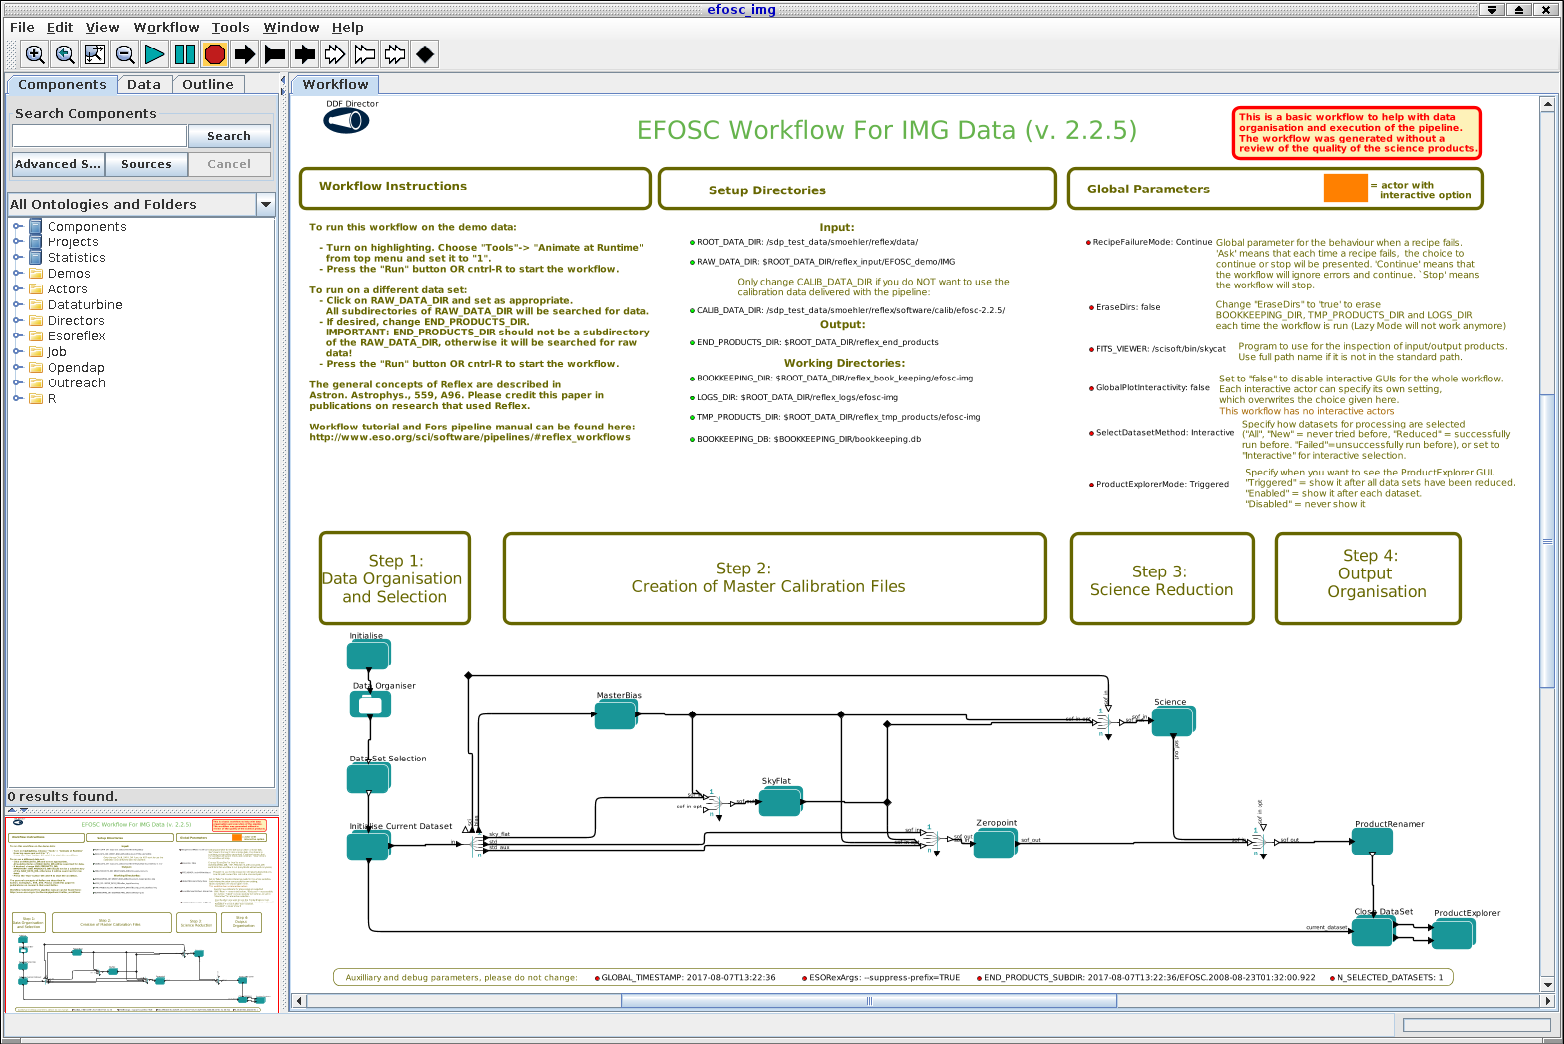 efosc_img
File Edit View Workflow Tools Window Help
Components Data Outline
Search Components
Search
Advanced S... Sources Cancel
All Ontologies and Folders
Components
Projects
Statistics
Demos
Actors
Dataturbine
Directors
Esoreflex
Job
Opendap
Outreach
R
0 results found.
Workflow
DDF Director
EFOSC Workflow For IMG Data (v. 2.2.5)
This is a basic workflow to help with data
organisation and execution of the pipeline.
The workflow was generated without a
review of the quality of the science products.
Workflow Instructions
To run this workflow on the demo data:
- Turn on highlighting. Choose "Tools"-> "Animate at Runtime"
from top menu and set it to "1".
- Press the "Run" button OR cntrl-R to start the workflow.
To run on a different data set:
- Click on RAW_DATA_DIR and set as appropriate.
All subdirectories of RAW_DATA_DIR will be searched for data.
- If desired, change END_PRODUCTS_DIR.
IMPORTANT: END_PRODUCTS_DIR should not be a subdirectory
of the RAW_DATA_DIR, otherwise it will be searched for raw
data!
- Press the "Run" button OR cntrl-R to start the workflow.
The general concepts of Reflex are described in
Astron. Astrophys., 559, A96. Please credit this paper in
publications on research that used Reflex.
Workflow tutorial and Fors pipeline manual can be found here:
http://www.eso.org/sci/software/pipelines/#reflex_workflows
Setup Directories
Input:
ROOT_DATA_DIR: /sdp_test_data/smoehler/reflex/data/
RAW_DATA_DIR: $ROOT_DATA_DIR/reflex_input/EFOSC_demo/IMG
Only change CALIB_DATA_DIR if you do NOT want to use the
calibration data delivered with the pipeline:
CALIB_DATA_DIR: /sdp_test_data/smoehler/reflex/software/calib/efosc-2.2.5/
Output:
END_PRODUCTS_DIR: $ROOT_DATA_DIR/reflex_end_products
Working Directories:
BOOKKEEPING_DIR: $ROOT_DATA_DIR/reflex_book_keeping/efosc-img
LOGS_DIR: $ROOT_DATA_DIR/reflex_logs/efosc-img
TMP_PRODUCTS_DIR: $ROOT_DATA_DIR/reflex_tmp_products/efosc-img
BOOKKEEPING_DB: $BOOKKEEPING_DIR/bookkeeping.db
Global Parameters
= actor with
interactive option
RecipeFailureMode: Continue
Global parameter for the behaviour when a recipe fails.
'Ask' means that each time a recipe fails, the choice to
continue or stop wil be presented. 'Continue' means that
the workflow will ignore errors and continue. `Stop' means
the workflow will stop.
EraseDirs: false
Change "EraseDirs" to 'true' to erase
BOOKKEEPING_DIR, TMP_PRODUCTS_DIR and LOGS_DIR
each time the workflow is run (Lazy Mode will not work anymore)
FITS_VIEWER: /scisoft/bin/skycat
Program to use for the inspection of input/output products.
Use full path name if it is not in the standard path.
GlobalPlotInteractivity: false
Set to "false" to disable interactive GUIs for the whole workflow.
Each interactive actor can specify its own setting,
which overwrites the choice given here.
This workflow has no interactive actors
SelectDatasetMethod: Interactive
Specify how datasets for processing are selected
("All", "New" = never tried before, "Reduced" = successfully
run before. "Failed"=unsuccessfully run before), or set to
"Interactive" for interactive selection.
ProductExplorerMode: Triggered
Specify when you want to see the ProductExplorer GUI.
"Triggered" = show it after all data sets have been reduced.
"Enabled" = show it after each dataset.
"Disabled" = never show it
Step 1:
Data Organisation
and Selection
Step 2:
Creation of Master Calibration Files
Step 3:
Science Reduction
Step 4:
Output
Organisation
Initialise
Data Organiser
Data Set Selection
Initialise Current Dataset
in
sky_flat
std
std_aux
MasterBias
SkyFlat
Zeropoint
sof_out
Science
sof_out
ProductRenamer
current_dataset
Close DataSet
ProductExplorer
Auxilliary and debug parameters, please do not change:
GLOBAL_TIMESTAMP: 2017-08-07T13:22:36
ESORexArgs: --suppress-prefix=TRUE
END_PRODUCTS_SUBDIR: 2017-08-07T13:22:36/EFOSC.2008-08-23T01:32:00.922
N_SELECTED_DATASETS: 1